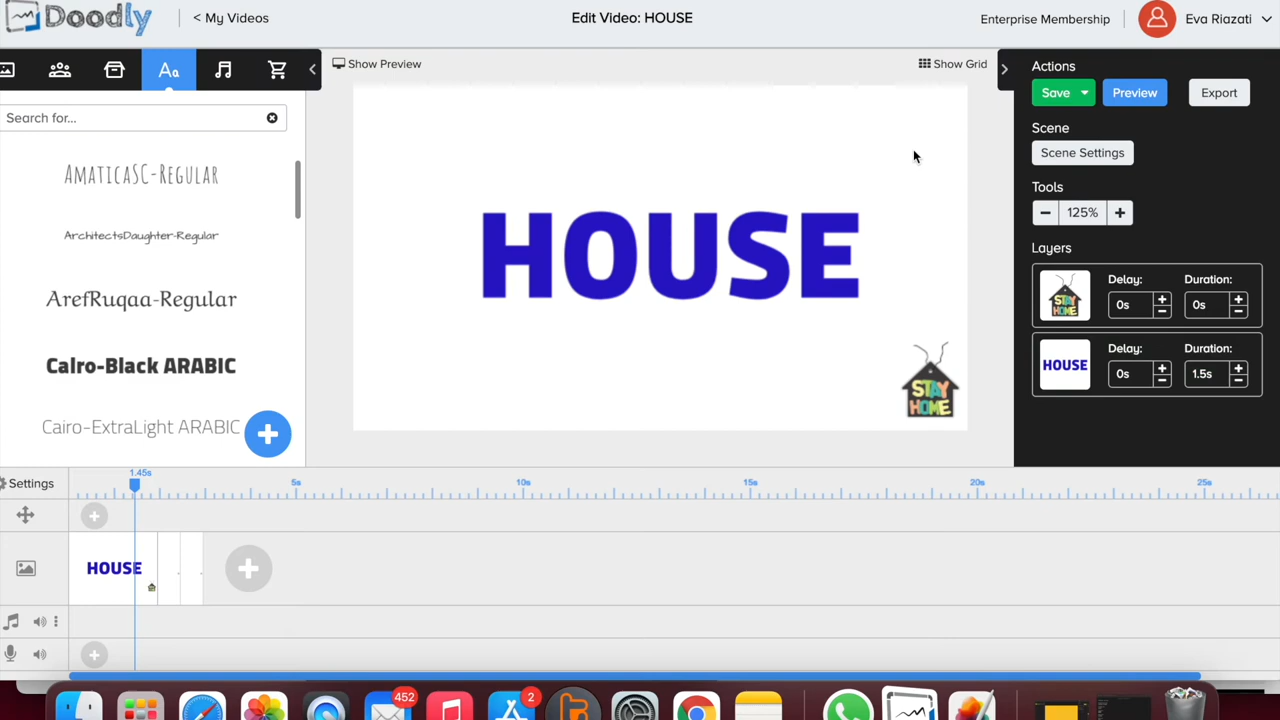 Doodly
< My Videos
Edit Video: HOUSE
Enterprise Membership
Eva Riazati
Aa
Show Preview
Show Grid
Search for...
AmaticaSC-Regular
ArchitectsDaughter-Regular
ArefRuqaa-Regular
Cairo-Black ARABIC
Cairo-ExtraLight ARABIC
HOUSE
STAY
HOME
Actions
Save
Preview
Export
Scene
Scene Settings
Tools
125%
Layers
STAY
HOME
Delay:
Duration:
0s
0s
HOUSE
Delay:
Duration:
0s
1.5s
Settings
1.45s
5s
10s
15s
20s
25s
HOUSE
452
2